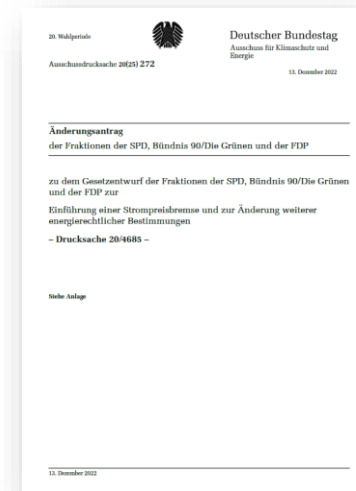 20. Wahlperiode
Deutscher Bundestag
Ausschuss für Klimaschutz und
Energie
Ausschussdrucksache 20(25) 272
13. Dezember 2022
Änderungsantrag
der Fraktionen der SPD, Bündnis 90/Die Grünen und der FDP
zu dem Gesetzentwurf der Fraktionen der SPD, Bündnis 90/Die Grünen
und der FDP zur
Einführung einer Strompreisbremse und zur Änderung weiterer
energierechtlicher Bestimmungen
– Drucksache 20/4685 –
Siehe Anlage
13. Dezember 2022